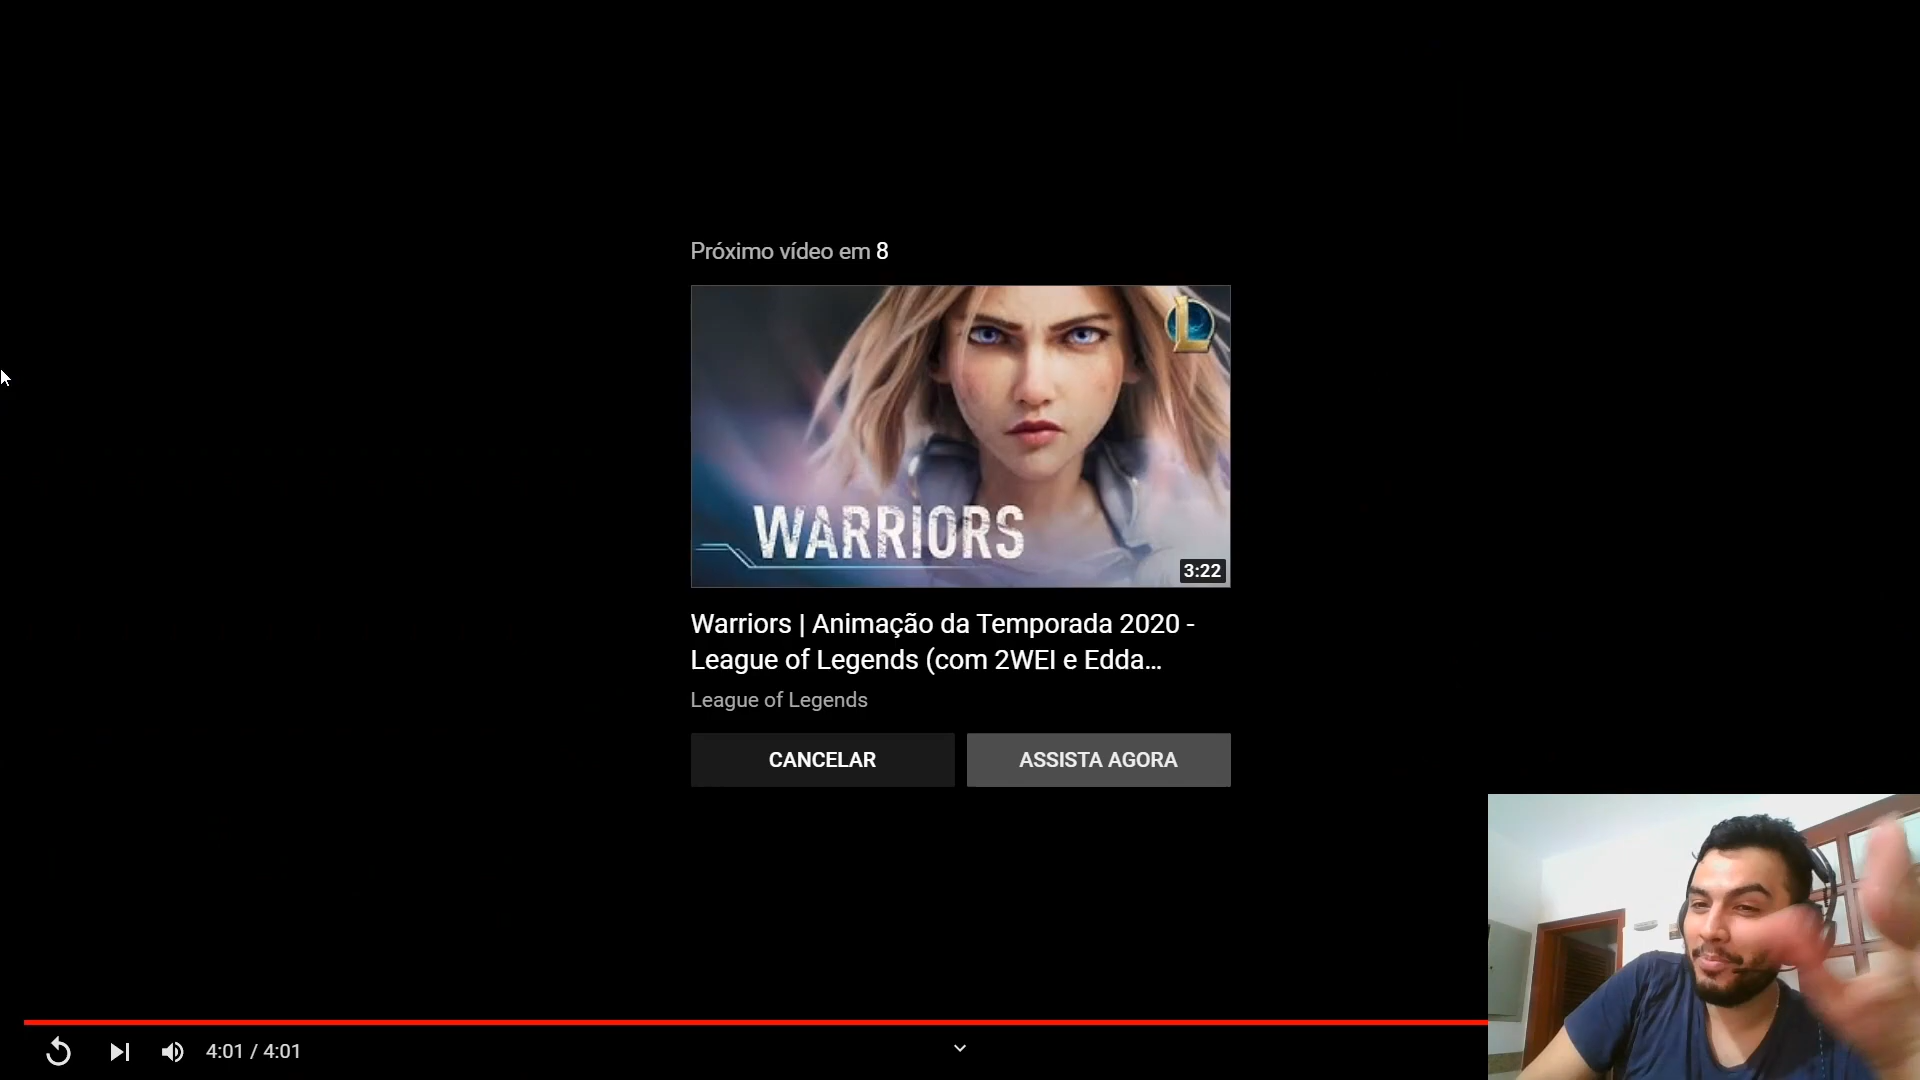 Próximo vídeo em 8
WARRIORS
3:22
Warriors | Animação da Temporada 2020 -
League of Legends (com 2WEI e Edda...
League of Legends
CANCELAR
ASSISTA AGORA
4:01 / 4:01